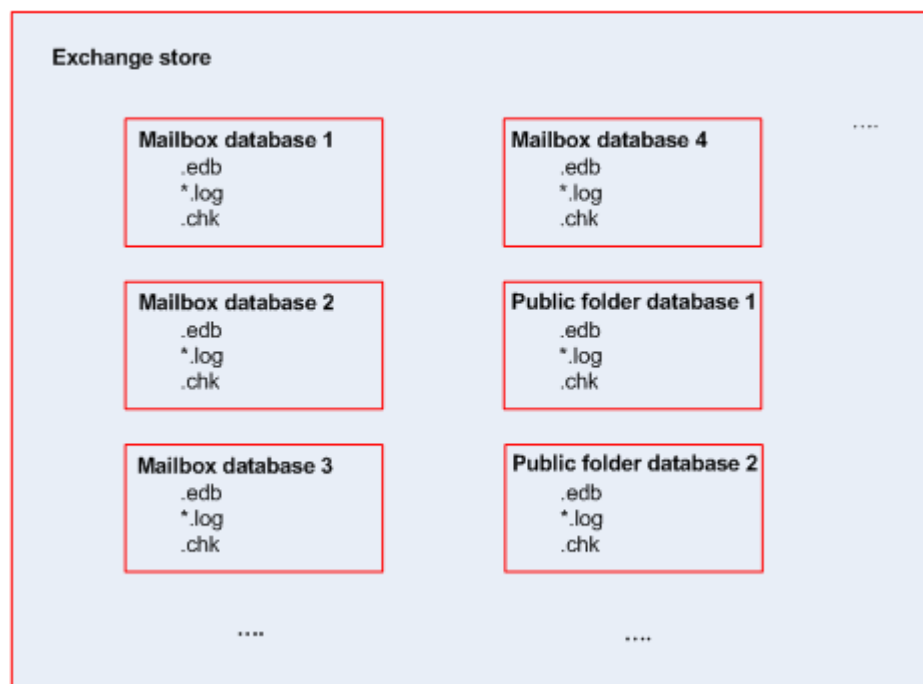 Exchange store
Mailbox database 1
.edb
*.log
.chk
Mailbox database 2
.edb
*.log
.chk
Mailbox database 3
.edb
*.log
.chk
....
Mailbox database 4
.edb
*.log
.chk
Public folder database 1
.edb
*.log
.chk
Public folder database 2
.edb
*.log
.chk
....
....